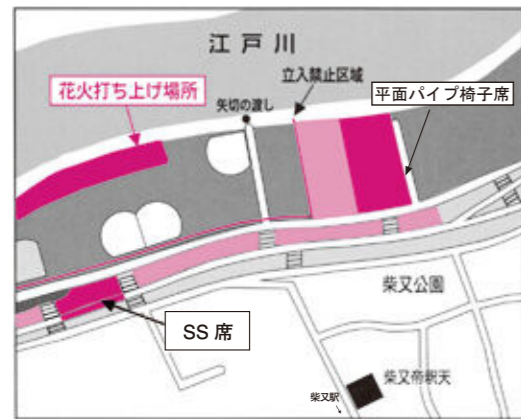 江戸川
花火打ち上げ場所
立入禁止区域
矢切の渡し
平面パイプ椅子席
柴又公園
SS 席
柴又帝釈天
柴又駅